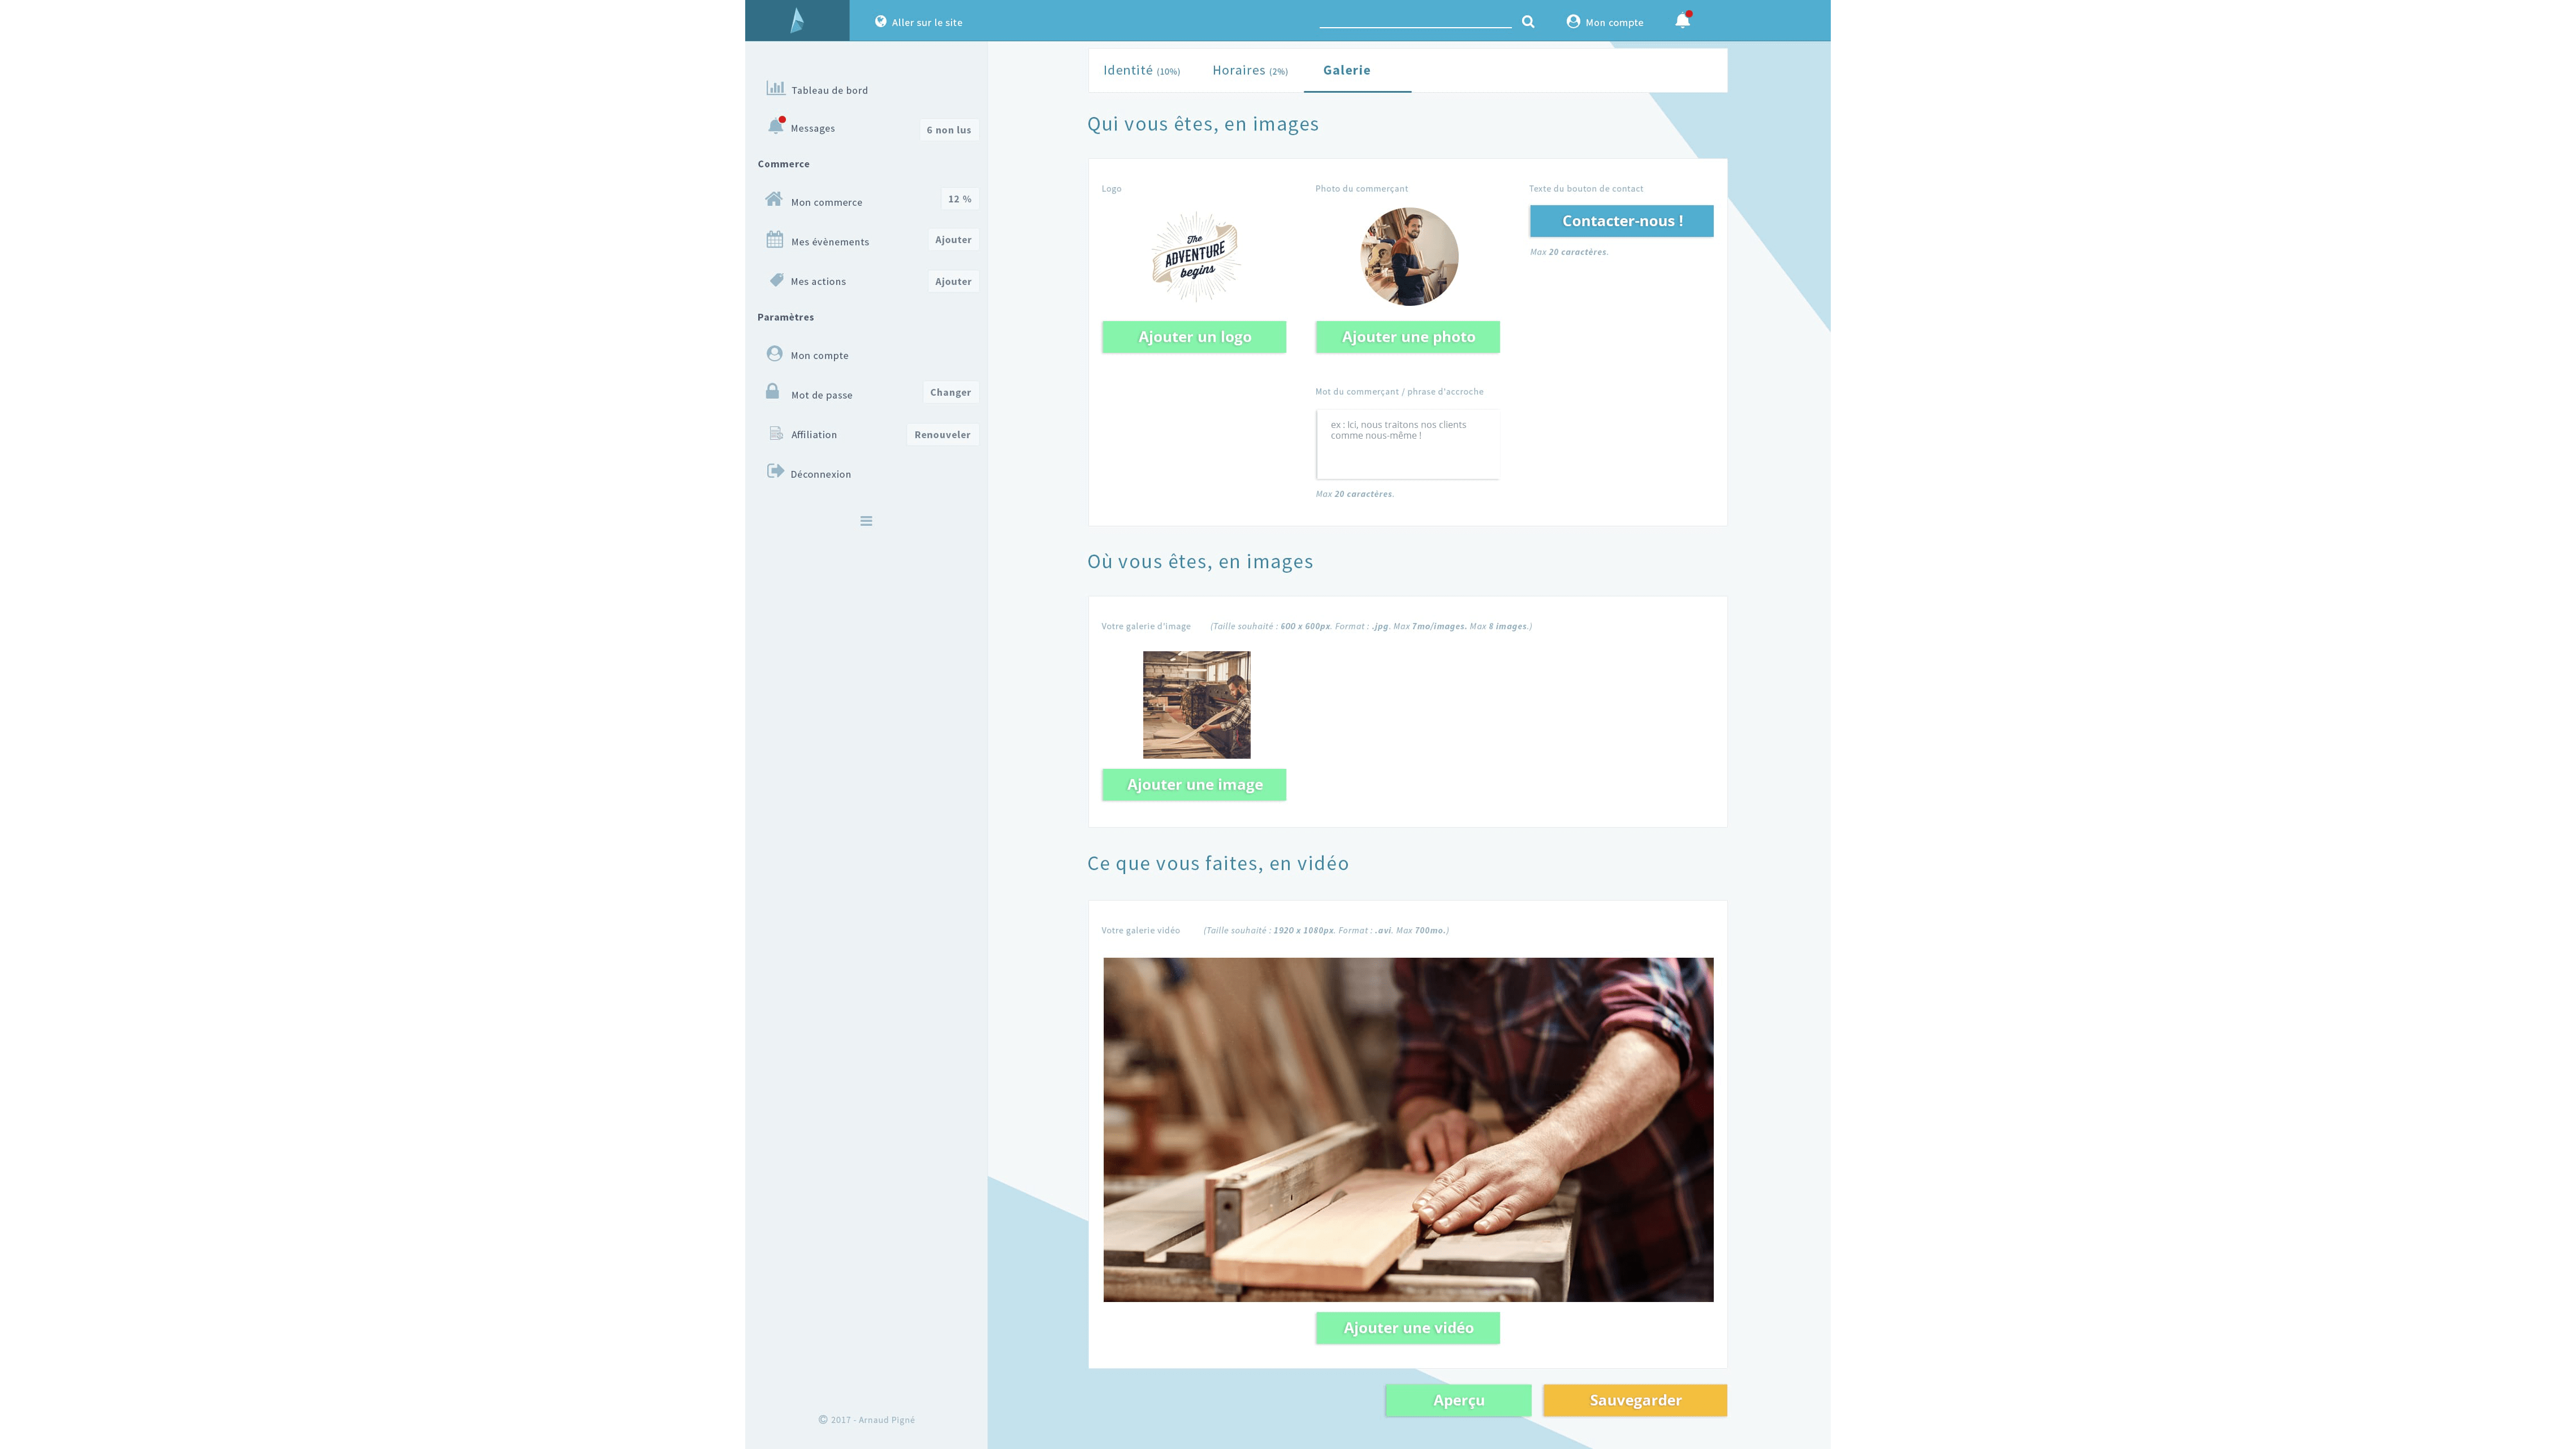 Aller sur le site
Mon compte
Tableau de bord
Messages
6 non lus
Commerce
Mon commerce
12 %
Mes évènements
Ajouter
Mes actions
Ajouter
Paramètres
Mon compte
Mot de passe
Changer
Affiliation
Renouveler
Déconnexion
© 2017 - Arnaud Pigné
Identité (10%)
Horaires (2%)
Galerie
Qui vous êtes, en images
Logo
The
ADVENTURE
begins
Ajouter un logo
Photo du commerçant
Ajouter une photo
Mot du commerçant / phrase d'accroche
ex : Ici, nous traitons nos clients
comme nous-même !
Max 20 caractéres.
Texte du bouton de contact
Contacter-nous !
Max 20 caractéres.
Où vous êtes, en images
Votre galerie d'image (Taille souhaité : 600 x 600px. Format : .jpg. Max 7mo/images. Max 8 images.)
Ajouter une image
Ce que vous faites, en vidéo
Votre galerie vidéo (Taille souhaité : 1920 x 1080px. Format : .avi. Max 700mo.)
Ajouter une vidéo
Aperçu
Sauvegarder